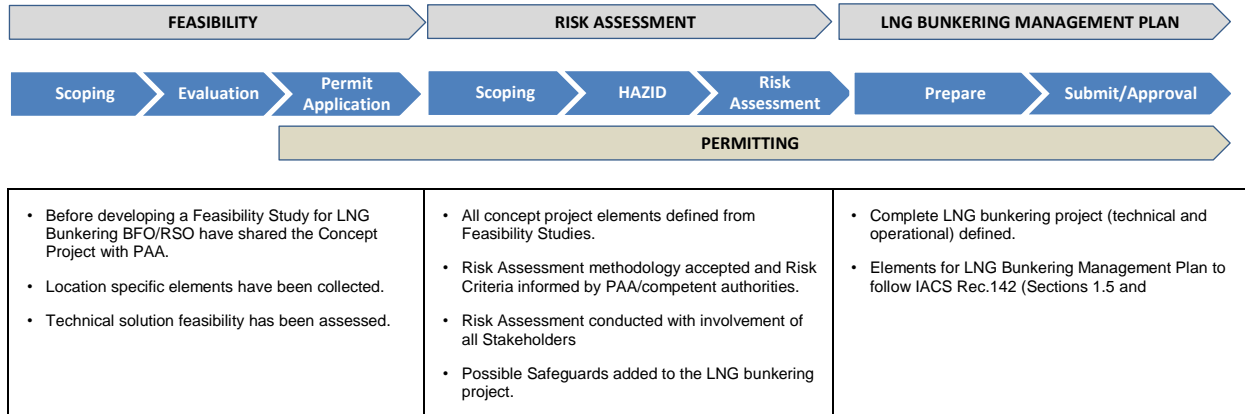 FEASIBILITY
RISK ASSESSMENT
LNG BUNKERING MANAGEMENT PLAN
Scoping
Evaluation
Permit
Application
Scoping
HAZID
Risk
Assessment
Prepare
Submit/Approval
PERMITTING
• Before developing a Feasibility Study for LNG
Bunkering BFO/RSO have shared the Concept
Project with PAA.
• Location specific elements have been collected.
• Technical solution feasibility has been assessed.
• All concept project elements defined from
Feasibility Studies.
• Risk Assessment methodology accepted and Risk
Criteria informed by PAA/competent authorities.
• Risk Assessment conducted with involvement of
all Stakeholders
• Possible Safeguards added to the LNG bunkering
project.
• Complete LNG bunkering project (technical and
operational) defined.
• Elements for LNG Bunkering Management Plan to
follow IACS Rec.142 (Sections 1.5 and